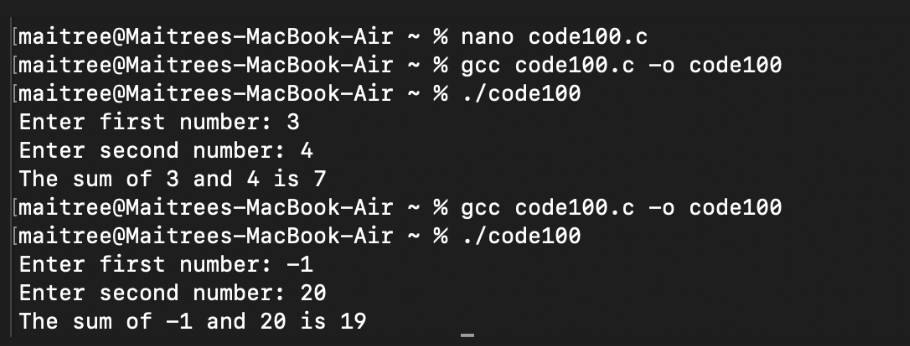 [maitree@Maitrees-MacBook-Air ~ % nano code100.c
[maitree@Maitrees-MacBook-Air ~ % gcc code100.c -o code100
[maitree@Maitrees-MacBook-Air ~ % ./code100
Enter first number: 3
Enter second number: 4
The sum of 3 and 4 is 7
[maitree@Maitrees-MacBook-Air ~ % gcc code100.c -o code100
[maitree@Maitrees-MacBook-Air ~ % ./code100
Enter first number: -1
Enter second number: 20
The sum of -1 and 20 is 19